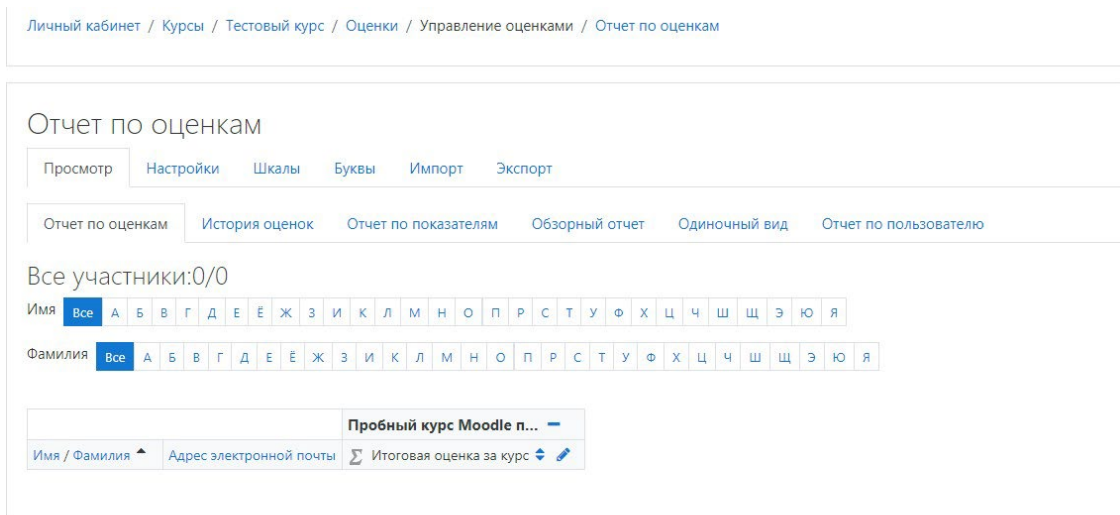 Личный кабинет / Курсы / Тестовый курс / Оценки / Управление оценками / Отчет по оценкам
Отчет по оценкам
Просмотр Настройки Шкалы Буквы Импорт Экспорт
Отчет по оценкам История оценок Отчет по показателям Обзорный отчет Одиночный вид Отчет по пользователю
Все участники:0/0
Имя Все А Б В Г Д Е Ё Ж З И К Л М Н О П Р С Т У Ф Х Ц Ч Ш Щ Э Ю Я
Фамилия Все А Б В Г Д Е Ё Ж З И К Л М Н О П Р С Т У Ф Х Ц Ч Ш Щ Э Ю Я
Пробный курс Moodle п...
Имя / Фамилия Адрес электронной почты Σ Итоговая оценка за курс